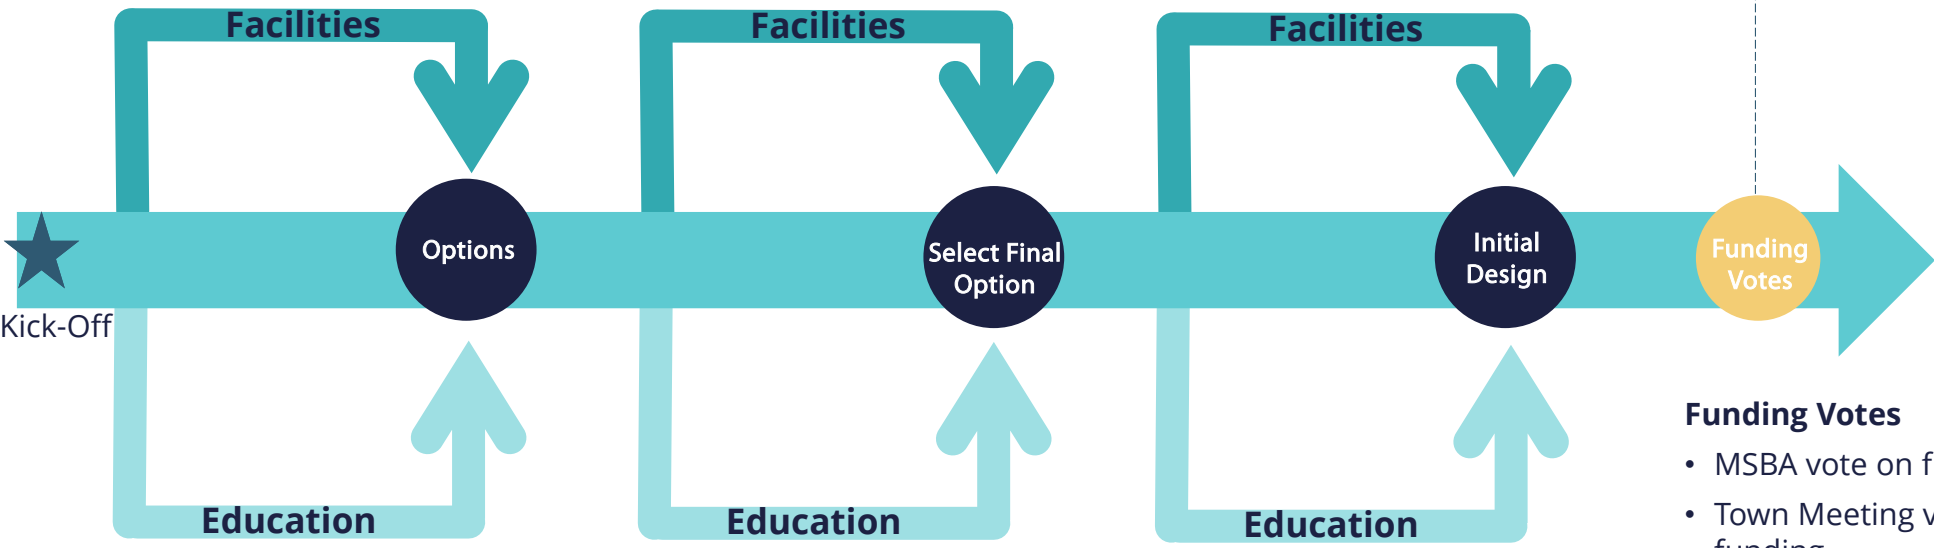 Facilities
Facilities
Facilities
Options
Select Final
Option
Initial
Design
Funding
Votes
Kick-Off
Education
Education
Education
Funding Votes
• MSBA vote on f
• Town Meeting v
funding